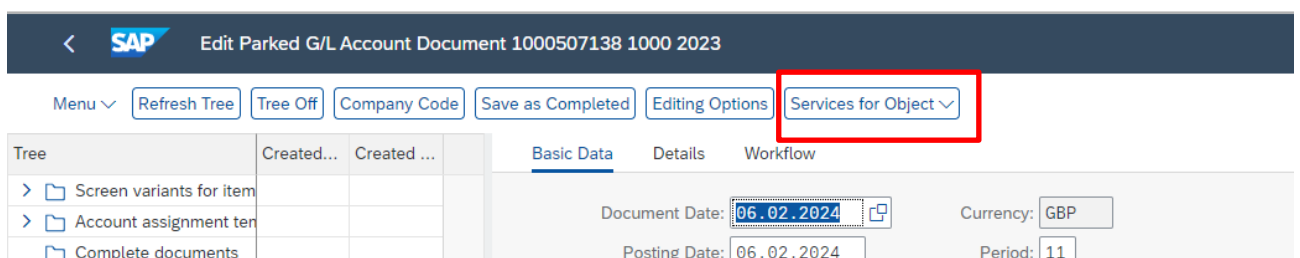 SAP Edit Parked G/L Account Document 1000507138 1000 2023
Menu Refresh Tree Tree Off Company Code Save as Completed Editing Options Services for Object
Tree Created... Created ... Basic Data Details Workflow
Screen variants for item
Document Date: 06.02.2024 Currency: GBP
Account assignment ten
Complete documents Posting Date: 06.02.2024 Period: 11